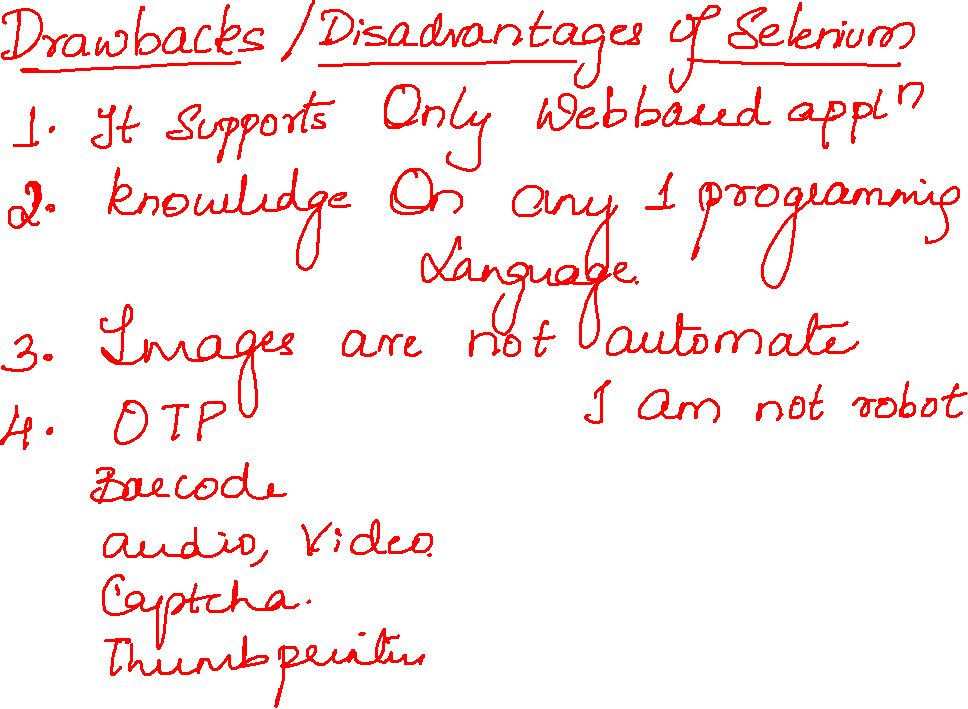 Drawbacks / Disadvantages of Selenium
1. It Supports Only Webbased appln
2. knowledge On any 1 programming
Language.
3. Images are not automate
4. OTP I am not robot
Barcode
audio, Video
Captcha.
Thumb